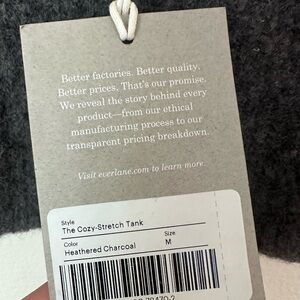 Better factories. Better quality.
Better prices. That's our promise.
We reveal the story behind every
product—from our ethical
manufacturing process to our
transparent pricing breakdown.
Visit everlane.com to learn more.
Style
The Cozy-Stretch Tank
Color Size
Heathered Charcoal M